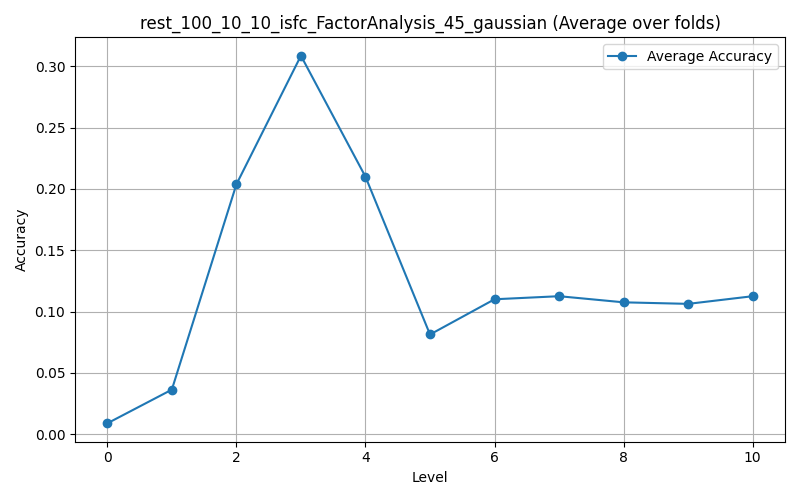 rest_100_10_10_isfc_FactorAnalysis_45_gaussian (Average over folds)
Average Accuracy
0.30
0.25
0.20
0.15
0.10
0.05
0.00
Accuracy
0 2 4 6 8 10
Level